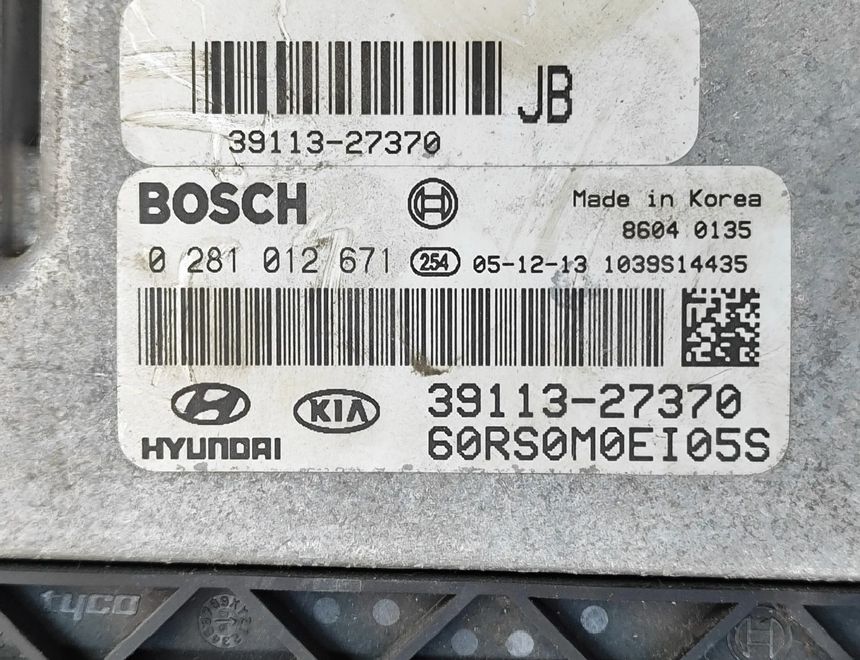 JB
39113-27370
BOSCH
Made in Korea
8604 0135
0 281 012 671 254 05-12-13 1039S14435
KIA 39113-27370
HYUNDAI 60RS0M0EI05S
tyco